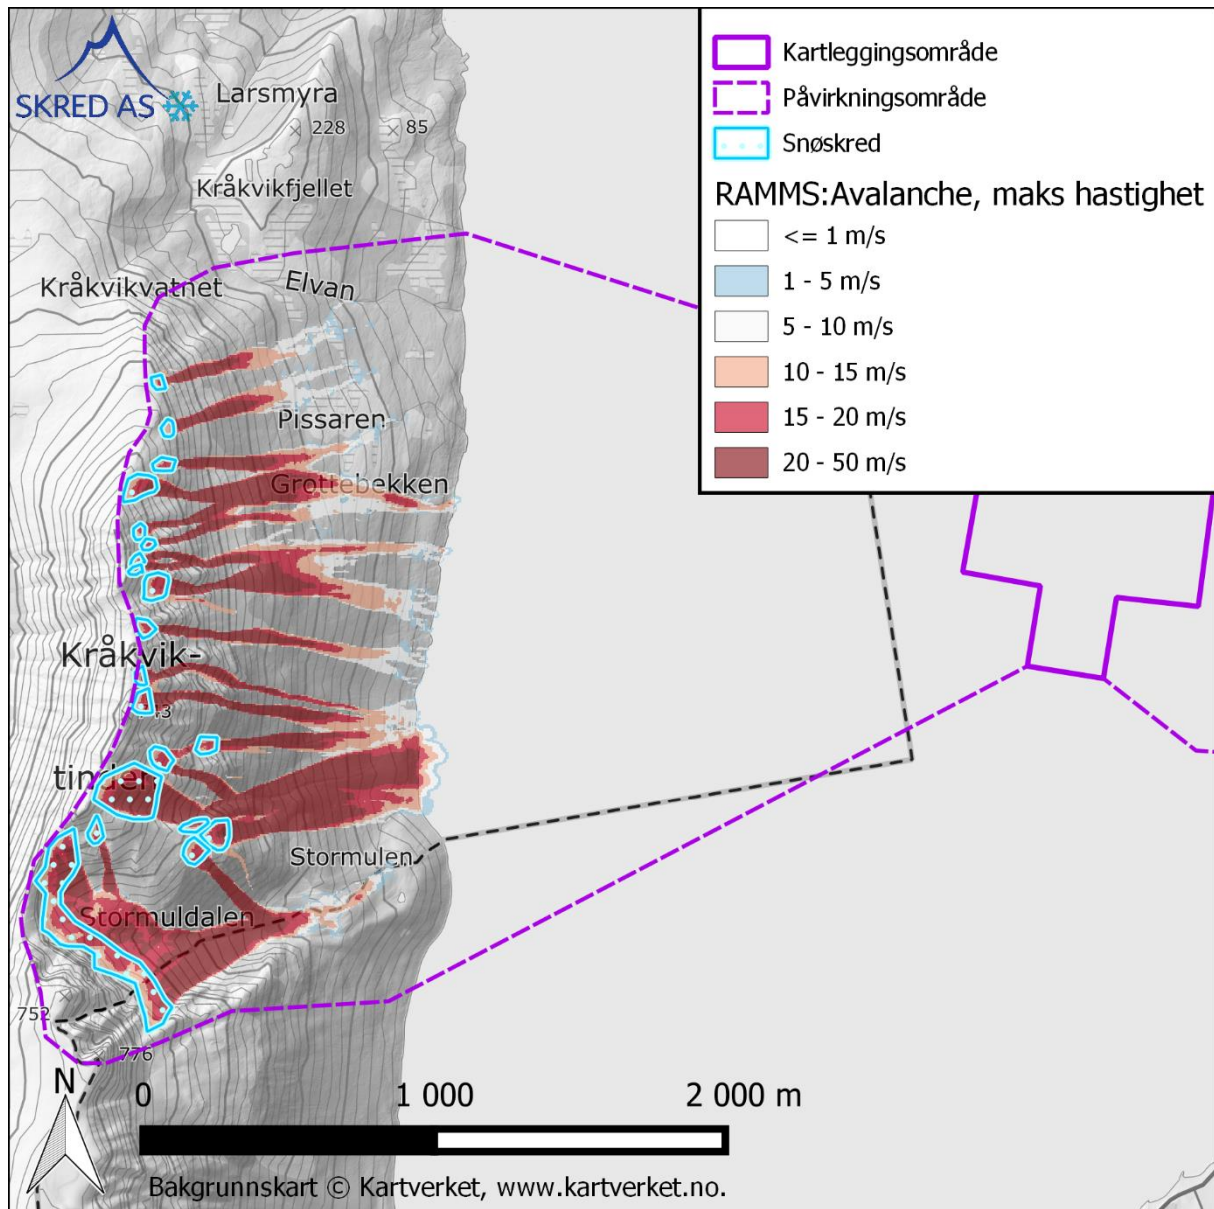 SKRED AS
Larsmyra
228
85
Kråkvikfjellet
Kråkvikvatnet
Elvan
Pissaren
Grottebekken
Kråkvik-
tinden
Stormulen
Stormuldalen
752
776
Kartleggingsområde
Påvirkningsområde
Snøskred
RAMMS:Avalanche, maks hastighet
<= 1 m/s
1 - 5 m/s
5 - 10 m/s
10 - 15 m/s
15 - 20 m/s
20 - 50 m/s
N
0
1 000
2 000 m
Bakgrunnskart © Kartverket, www.kartverket.no.